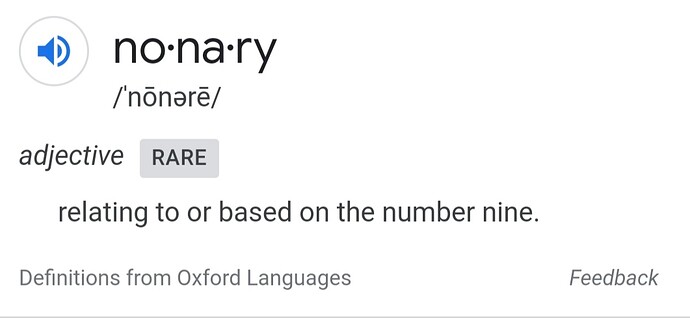 no·na·ry
/ˈnōnərē/
adjective RARE
relating to or based on the number nine.
Definitions from Oxford Languages Feedback